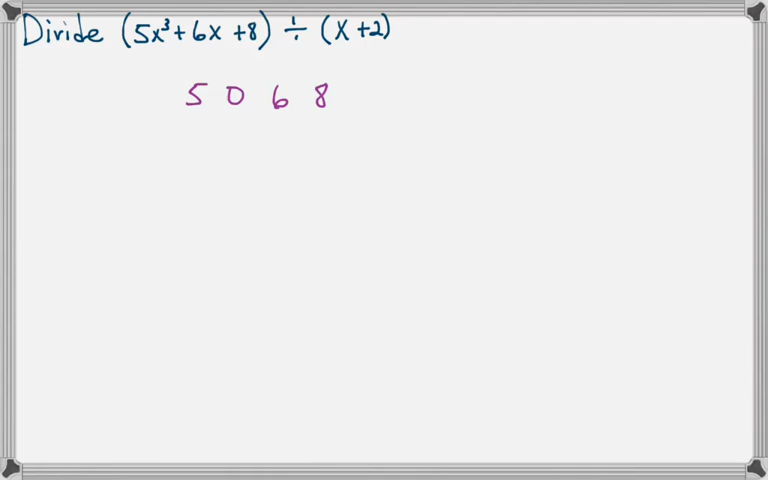 Divide (5x³ + 6x + 8) ÷ (x + 2)
5 0 6 8